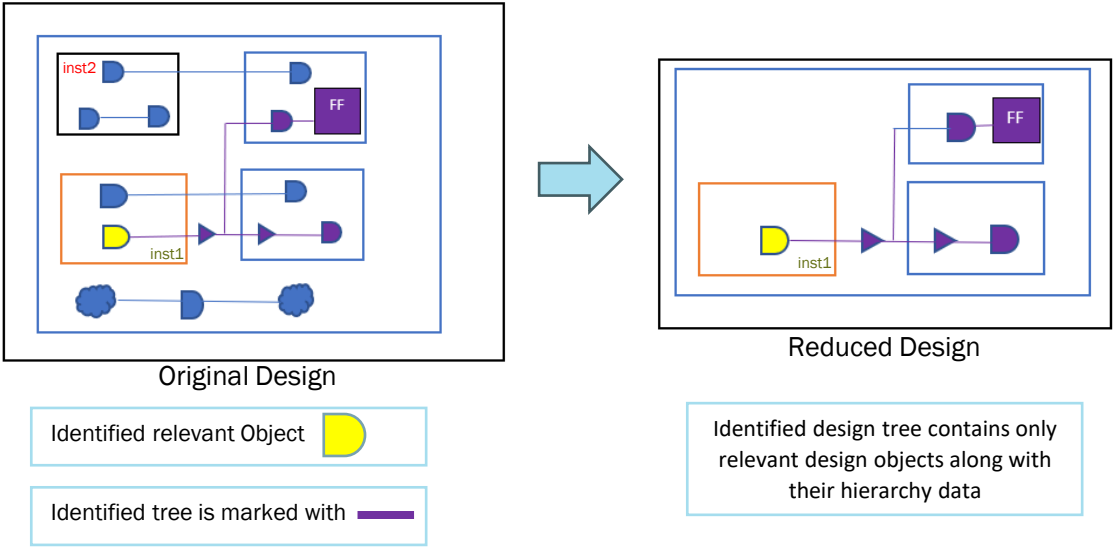 inst2
FF
inst1
Original Design
Identified relevant Object
Identified tree is marked with
FF
inst1
Reduced Design
Identified design tree contains only
relevant design objects along with
their hierarchy data